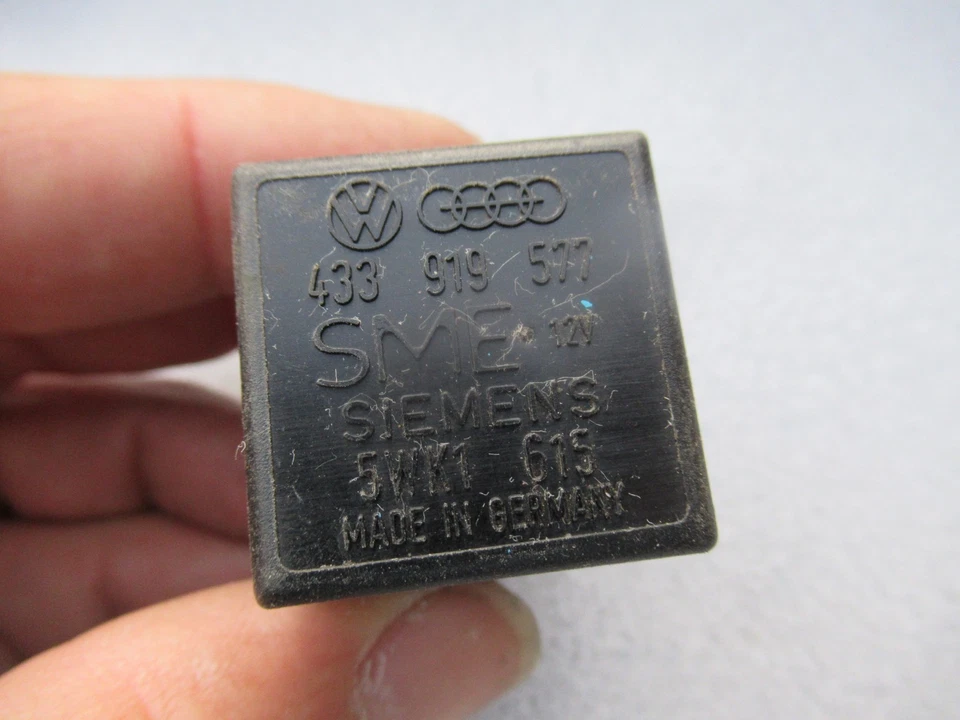 433 919 577
SME 12V
SIEMENS
5WK1 615
MADE IN GERMANY